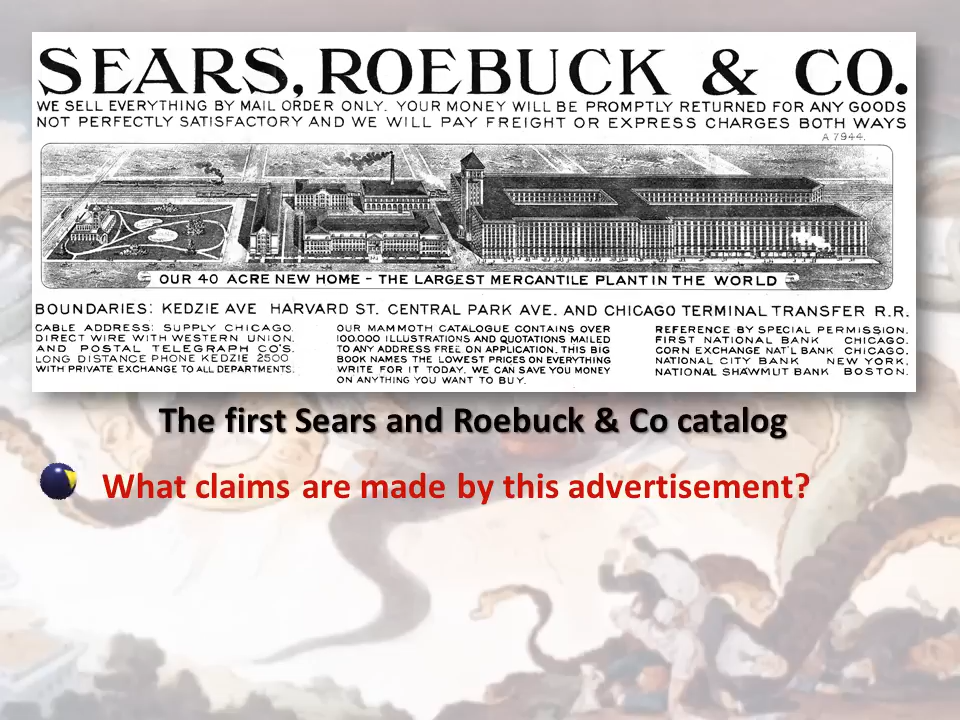 SEARS, ROEBUCK & CO.
WE SELL EVERYTHING BY MAIL ORDER ONLY. YOUR MONEY WILL BE PROMPTLY RETURNED FOR ANY GOODS
NOT PERFECTLY SATISFACTORY AND WE WILL PAY FREIGHT OR EXPRESS CHARGES BOTH WAYS
A 7944.
OUR 40 ACRE NEW HOME - THE LARGEST MERCANTILE PLANT IN THE WORLD
BOUNDARIES: KEDZIE AVE HARVARD ST. CENTRAL PARK AVE. AND CHICAGO TERMINAL TRANSFER R.R.
CABLE ADDRESS: SUPPLY CHICAGO.
DIRECT WIRE WITH WESTERN UNION.
AND POSTAL TELEGRAPH CO'S.
LONG DISTANCE PHONE KEDZIE 2500
WITH PRIVATE EXCHANGE TO ALL DEPARTMENTS.
OUR MAMMOTH CATALOGUE CONTAINS OVER
100.000 ILLUSTRATIONS AND QUOTATIONS MAILED
TO ANY ADDRESS FREE ON APPLICATION. THIS BIG
BOOK NAMES THE LOWEST PRICES ON EVERYTHING
WRITE FOR IT TODAY. WE CAN SAVE YOU MONEY
ON ANYTHING YOU WANT TO BUY.
REFERENCE BY SPECIAL PERMISSION.
FIRST NATIONAL BANK CHICAGO.
CORN EXCHANGE NAT'L BANK CHICAGO.
NATIONAL CITY BANK NEW YORK.
NATIONAL SHAWMUT BANK BOSTON.
The first Sears and Roebuck & Co catalog
What claims are made by this advertisement?